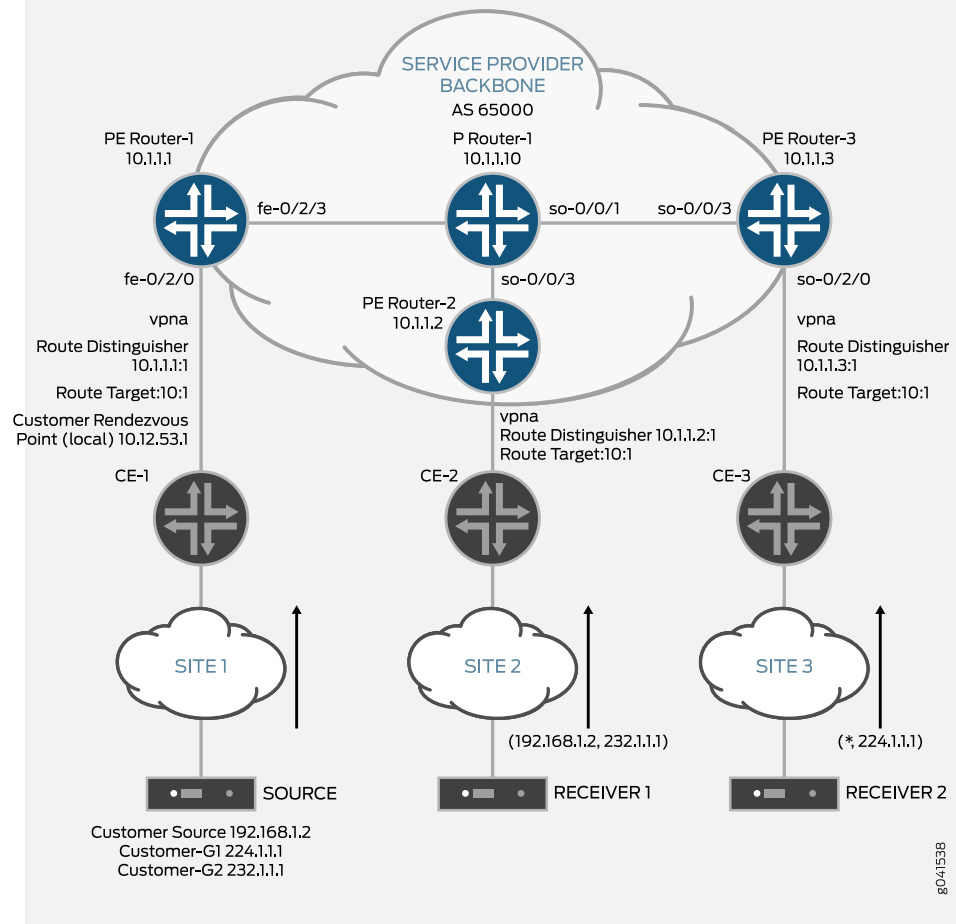 SERVICE PROVIDER
BACKBONE
AS 65000
PE Router-1
10.1.1.1
P Router-1
10.1.1.10
PE Router-3
10.1.1.3
fe-0/2/3
so-0/0/1
so-0/0/3
fe-0/2/0
so-0/0/3
so-0/2/0
PE Router-2
10.1.1.2
vpna
Route Distinguisher
10.1.1.1:1
Route Target:10:1
Customer Rendezvous
Point (local) 10.12.53.1
vpna
Route Distinguisher 10.1.1.2:1
Route Target:10:1
vpna
Route Distinguisher
10.1.1.3:1
Route Target:10:1
CE-1
CE-2
CE-3
SITE 1
SITE 2
SITE 3
(192.168.1.2, 232.1.1.1)
(*, 224.1.1.1)
SOURCE
RECEIVER 1
RECEIVER 2
Customer Source 192.168.1.2
Customer-G1 224.1.1.1
Customer-G2 232.1.1.1
g041538